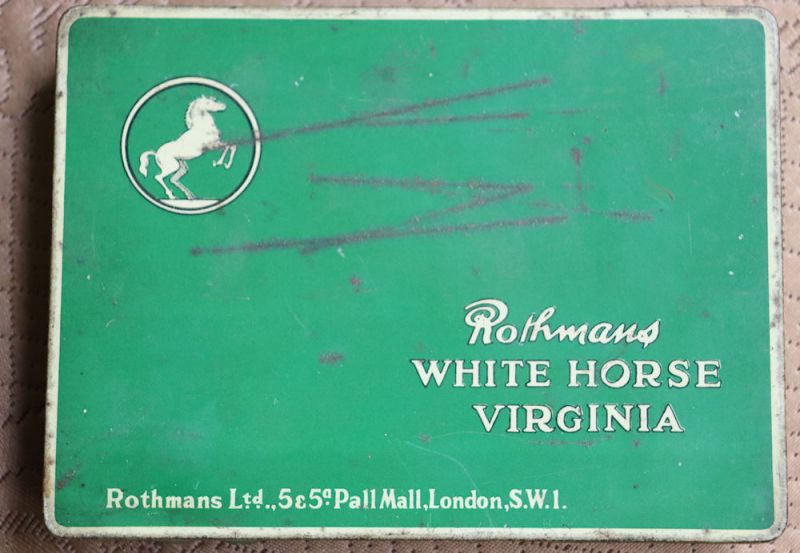 Rothmans
WHITE HORSE
VIRGINIA
Rothmans Ltd., 5 & 5a Pall Mall, London, S.W.1.